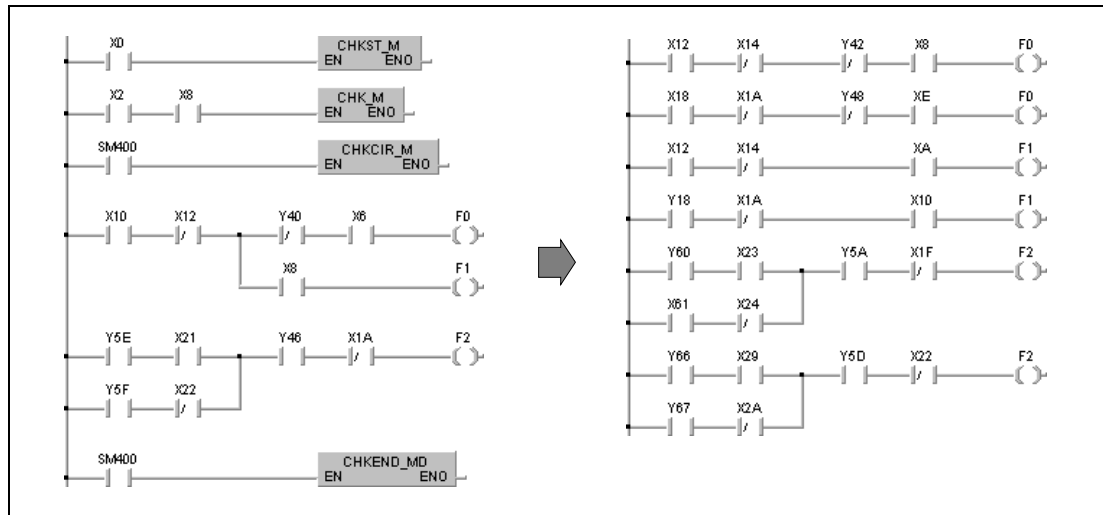 X0
CHKST_M
EN ENO
X2 X8
CHK_M
EN ENO
SM400
CHKCIR_M
EN ENO
X10 X12 Y40 X6 F0
X8 F1
Y5E X21 Y46 X1A F2
Y5F X22
SM400
CHKEND_MD
EN ENO
X12 X14 Y42 X8 F0
X18 X1A Y48 XE F0
X12 X14 XA F1
Y18 X1A X10 F1
Y60 X23 Y5A X1F F2
X61 X24
Y66 X29 Y5D X22 F2
Y67 X2A